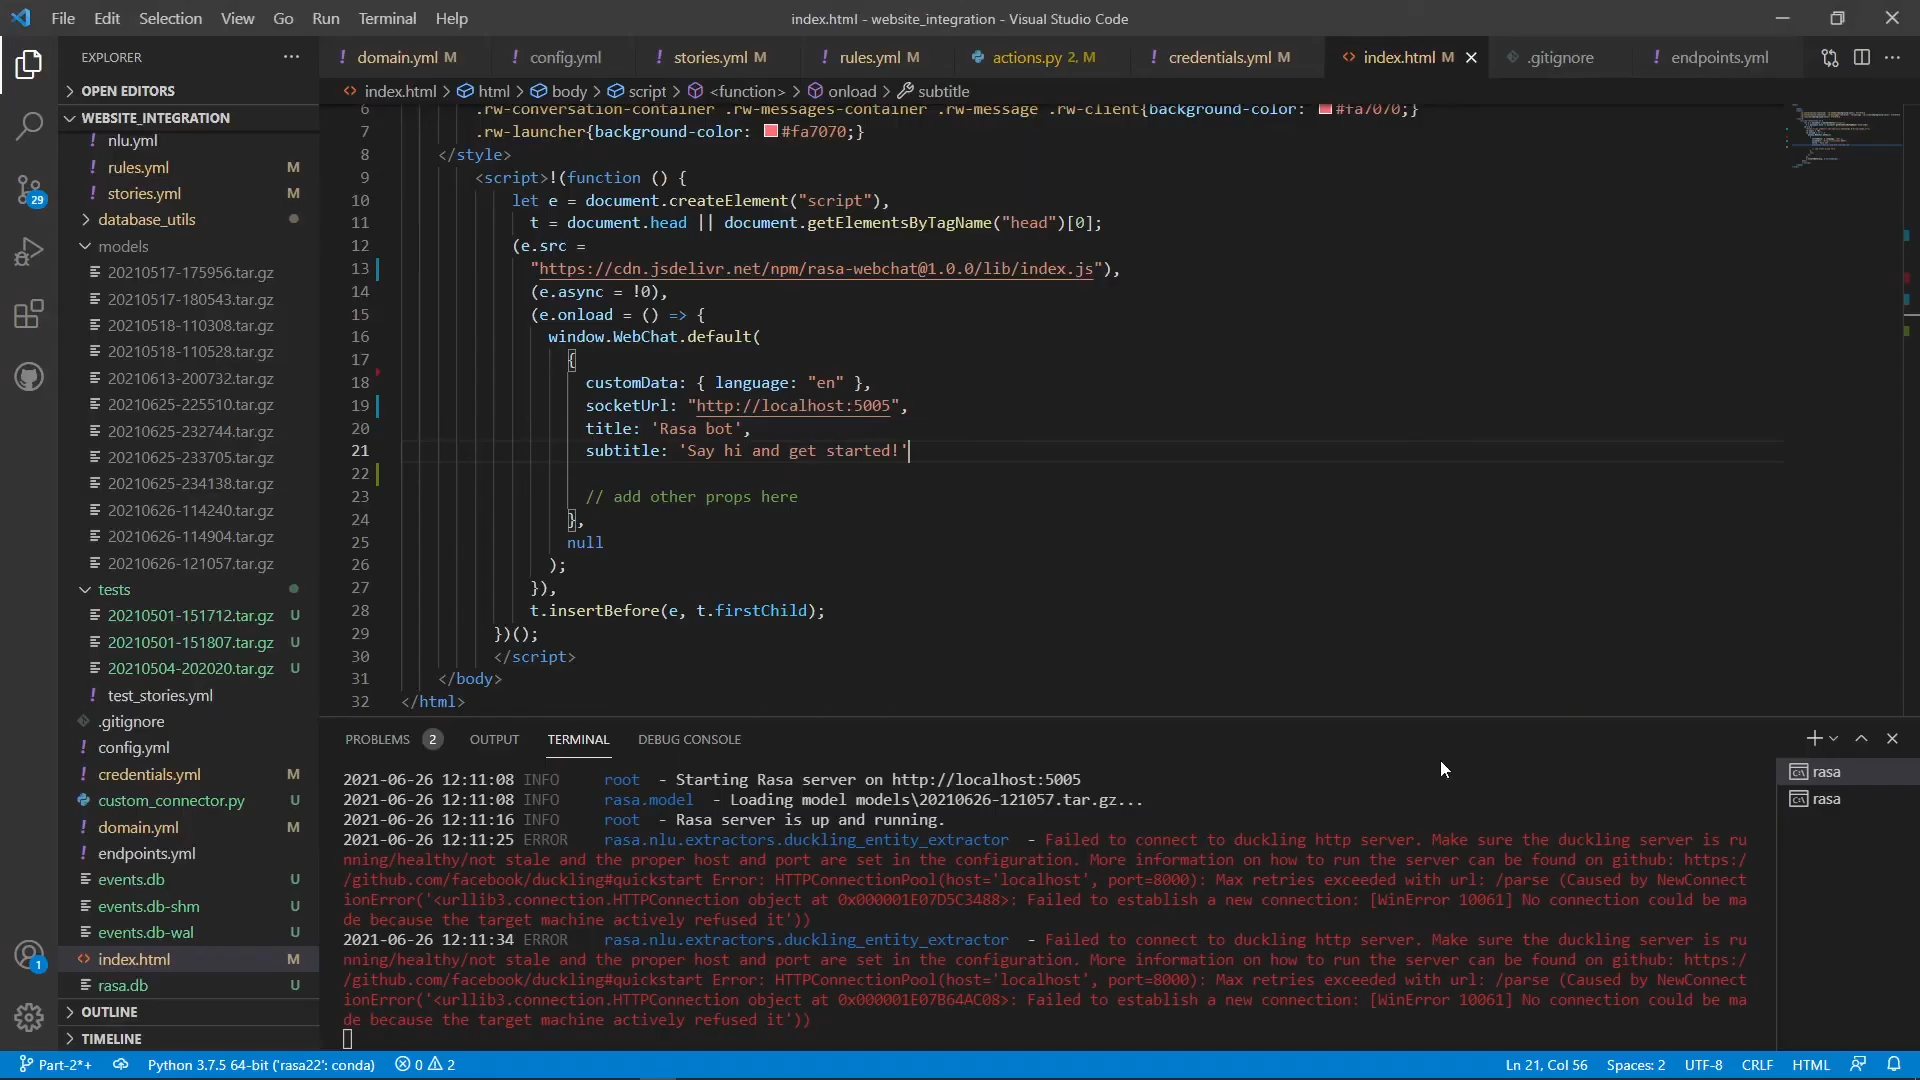 File Edit Selection View Go Run Terminal Help
index.html - website_integration - Visual Studio Code
EXPLORER
OPEN EDITORS
WEBSITE_INTEGRATION
! nlu.yml
! rules.yml M
! stories.yml M
database_utils
models
20210517-175956.tar.gz
20210517-180543.tar.gz
20210518-110308.tar.gz
20210518-110528.tar.gz
20210613-200732.tar.gz
20210625-225510.tar.gz
20210625-232744.tar.gz
20210625-233705.tar.gz
20210625-234138.tar.gz
20210626-114240.tar.gz
20210626-114904.tar.gz
20210626-121057.tar.gz
tests
20210501-151712.tar.gz U
20210501-151807.tar.gz U
20210504-202020.tar.gz U
! test_stories.yml
.gitignore
! config.yml
! credentials.yml M
custom_connector.py U
! domain.yml M
! endpoints.yml
events.db U
events.db-shm U
events.db-wal U
<> index.html M
rasa.db U
OUTLINE
TIMELINE
29
1
! domain.yml M ! config.yml ! stories.yml M ! rules.yml M actions.py 2, M ! credentials.yml M <> index.html M .gitignore ! endpoints.yml
<> index.html > html > body > script > <function> > onload > subtitle
6 .rw-conversation-container .rw-messages-container .rw-message .rw-client{background-color: #fa7070;}
7 .rw-launcher{background-color: #fa7070;}
8 </style>
9 <script>!(function () {
10 let e = document.createElement("script"),
11 t = document.head || document.getElementsByTagName("head")[0];
12 (e.src =
13 "https://cdn.jsdelivr.net/npm/rasa-webchat@1.0.0/lib/index.js"),
14 (e.async = !0),
15 (e.onload = () => {
16 window.WebChat.default(
17 {
18 customData: { language: "en" },
19 socketUrl: "http://localhost:5005",
20 title: 'Rasa bot',
21 subtitle: 'Say hi and get started!'
22
23 // add other props here
24 },
25 null
26 );
27 }),
28 t.insertBefore(e, t.firstChild);
29 })();
30 </script>
31 </body>
32 </html>
PROBLEMS 2 OUTPUT TERMINAL DEBUG CONSOLE
2021-06-26 12:11:08 INFO root - Starting Rasa server on http://localhost:5005
2021-06-26 12:11:08 INFO rasa.model - Loading model models\20210626-121057.tar.gz...
2021-06-26 12:11:16 INFO root - Rasa server is up and running.
2021-06-26 12:11:25 ERROR rasa.nlu.extractors.duckling_entity_extractor - Failed to connect to duckling http server. Make sure the duckling server is ru
nning/healthy/not stale and the proper host and port are set in the configuration. More information on how to run the server can be found on github: https:/
/github.com/facebook/duckling#quickstart Error: HTTPConnectionPool(host='localhost', port=8000): Max retries exceeded with url: /parse (Caused by NewConnect
ionError('<urllib3.connection.HTTPConnection object at 0x000001E07D5C3488>: Failed to establish a new connection: [WinError 10061] No connection could be ma
de because the target machine actively refused it'))
2021-06-26 12:11:34 ERROR rasa.nlu.extractors.duckling_entity_extractor - Failed to connect to duckling http server. Make sure the duckling server is ru
nning/healthy/not stale and the proper host and port are set in the configuration. More information on how to run the server can be found on github: https:/
/github.com/facebook/duckling#quickstart Error: HTTPConnectionPool(host='localhost', port=8000): Max retries exceeded with url: /parse (Caused by NewConnect
ionError('<urllib3.connection.HTTPConnection object at 0x000001E07B64AC08>: Failed to establish a new connection: [WinError 10061] No connection could be ma
de because the target machine actively refused it'))
rasa
rasa
Part-2*+ Python 3.7.5 64-bit ('rasa22': conda) 0 2 Ln 21, Col 56 Spaces: 2 UTF-8 CRLF HTML